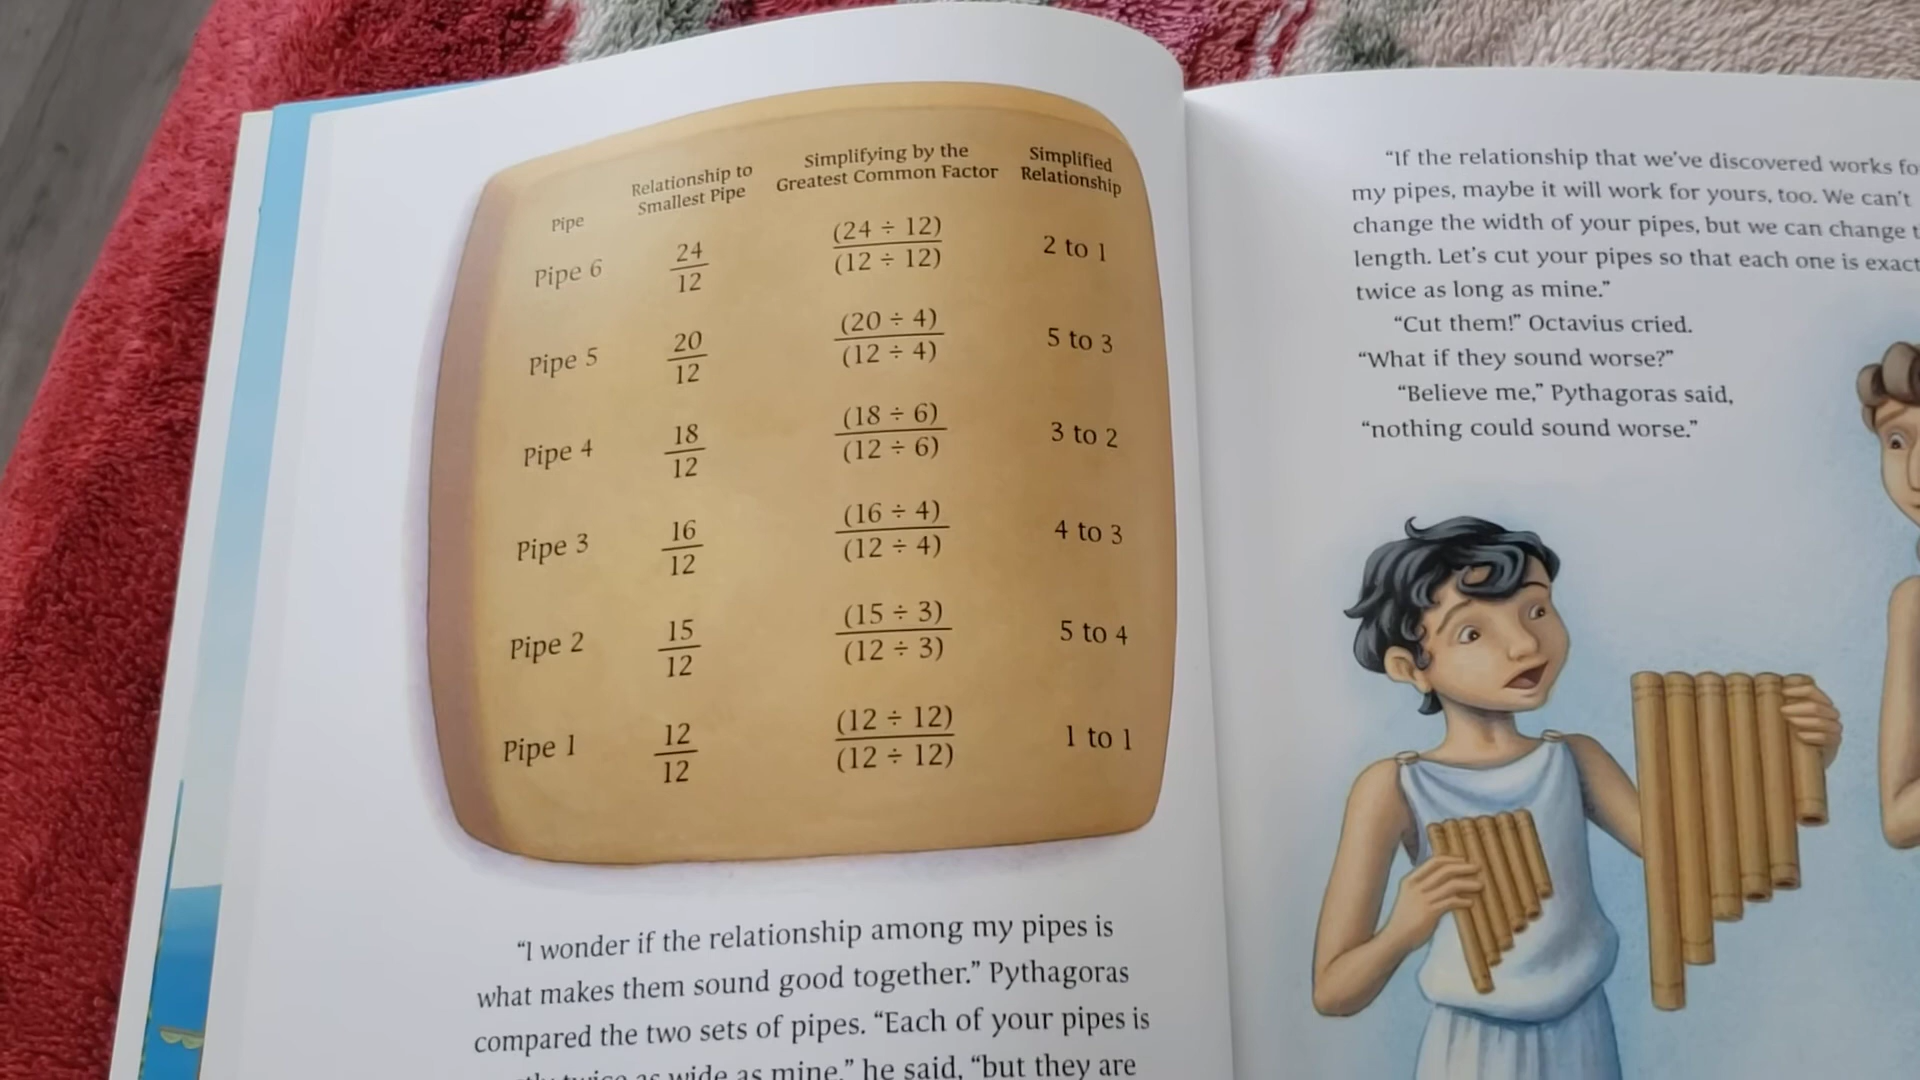 Pipe
Relationship to
Smallest Pipe
Simplifying by the
Greatest Common Factor
Simplified
Relationship
Pipe 6
24
12
(24 ÷ 12)
(12 ÷ 12)
2 to 1
Pipe 5
20
12
(20 ÷ 4)
(12 ÷ 4)
5 to 3
Pipe 4
18
12
(18 ÷ 6)
(12 ÷ 6)
3 to 2
Pipe 3
16
12
(16 ÷ 4)
(12 ÷ 4)
4 to 3
Pipe 2
15
12
(15 ÷ 3)
(12 ÷ 3)
5 to 4
Pipe 1
12
12
(12 ÷ 12)
(12 ÷ 12)
1 to 1
“I wonder if the relationship among my pipes is
what makes them sound good together.” Pythagoras
compared the two sets of pipes. “Each of your pipes is
twice as wide as mine,” he said, “but they are
“If the relationship that we’ve discovered works
my pipes, maybe it will work for yours, too. We can’t
change the width of your pipes, but we can change
length. Let’s cut your pipes so that each one is
twice as long as mine.”
“Cut them!” Octavius cried.
“What if they sound worse?”
“Believe me,” Pythagoras said,
“nothing could sound worse.”